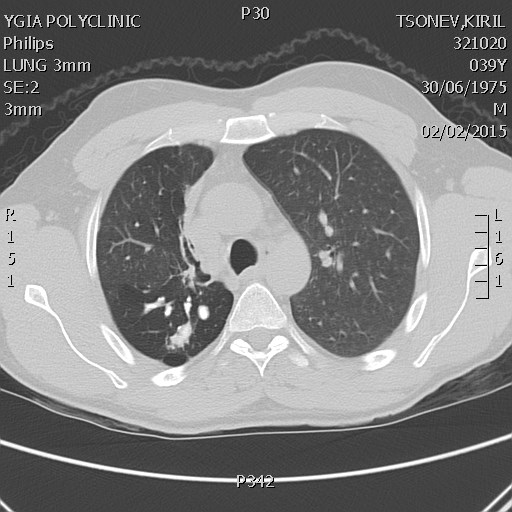 YGIA POLYCLINIC
Philips
LUNG 3mm
SE:2
3mm
P30
TSONEV,KIRIL
321020
039Y
30/06/1975
M
02/02/2015
R
1
5
1
L
1
6
1
P342